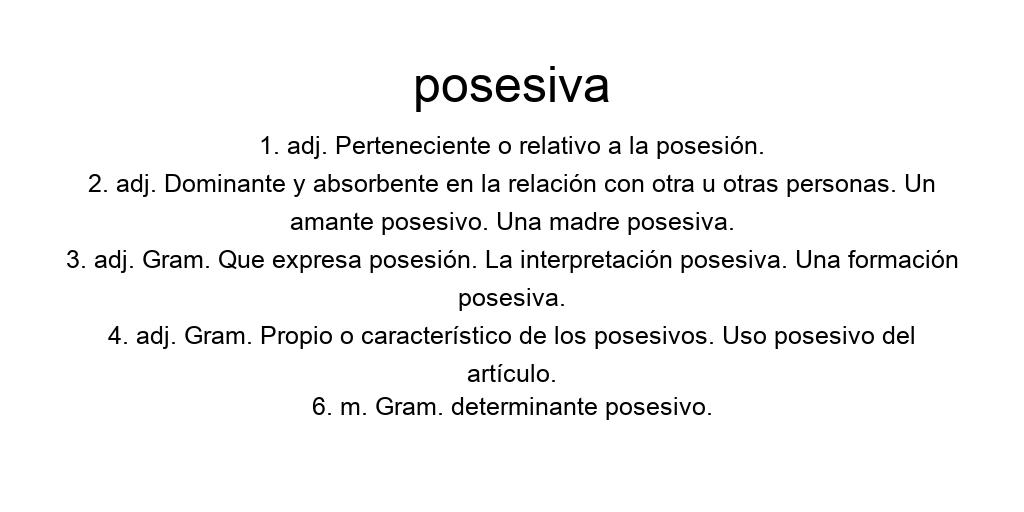 posesiva
1. adj. Perteneciente o relativo a la posesión.
2. adj. Dominante y absorbente en la relación con otra u otras personas. Un
amante posesivo. Una madre posesiva.
3. adj. Gram. Que expresa posesión. La interpretación posesiva. Una formación
posesiva.
4. adj. Gram. Propio o característico de los posesivos. Uso posesivo del
artículo.
6. m. Gram. determinante posesivo.